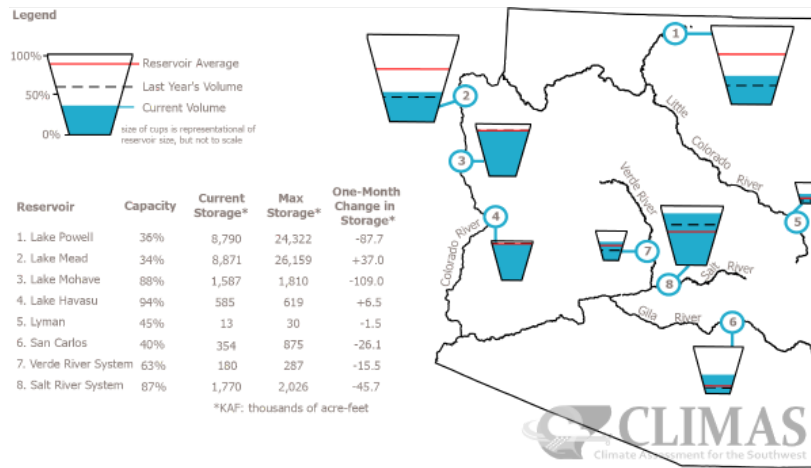 Legend
100%
50%
0%
Reservoir Average
Last Year's Volume
Current Volume
size of cups is representational of
reservoir size, but not to scale
Reservoir Capacity Current Storage* Max Storage* One-Month Change in Storage*
1. Lake Powell 36% 8,790 24,322 -87.7
2. Lake Mead 34% 8,871 26,159 +37.0
3. Lake Mohave 88% 1,587 1,810 -109.0
4. Lake Havasu 94% 585 619 +6.5
5. Lyman 45% 13 30 -1.5
6. San Carlos 40% 354 875 -26.1
7. Verde River System 63% 180 287 -15.5
8. Salt River System 87% 1,770 2,026 -45.7
*KAF: thousands of acre-feet
1
2
3
4
5
6
7
8
Little Colorado River
Verde River
Colorado River
Salt River
Gila River
CLIMAS
Climate Assessment for the Southwest